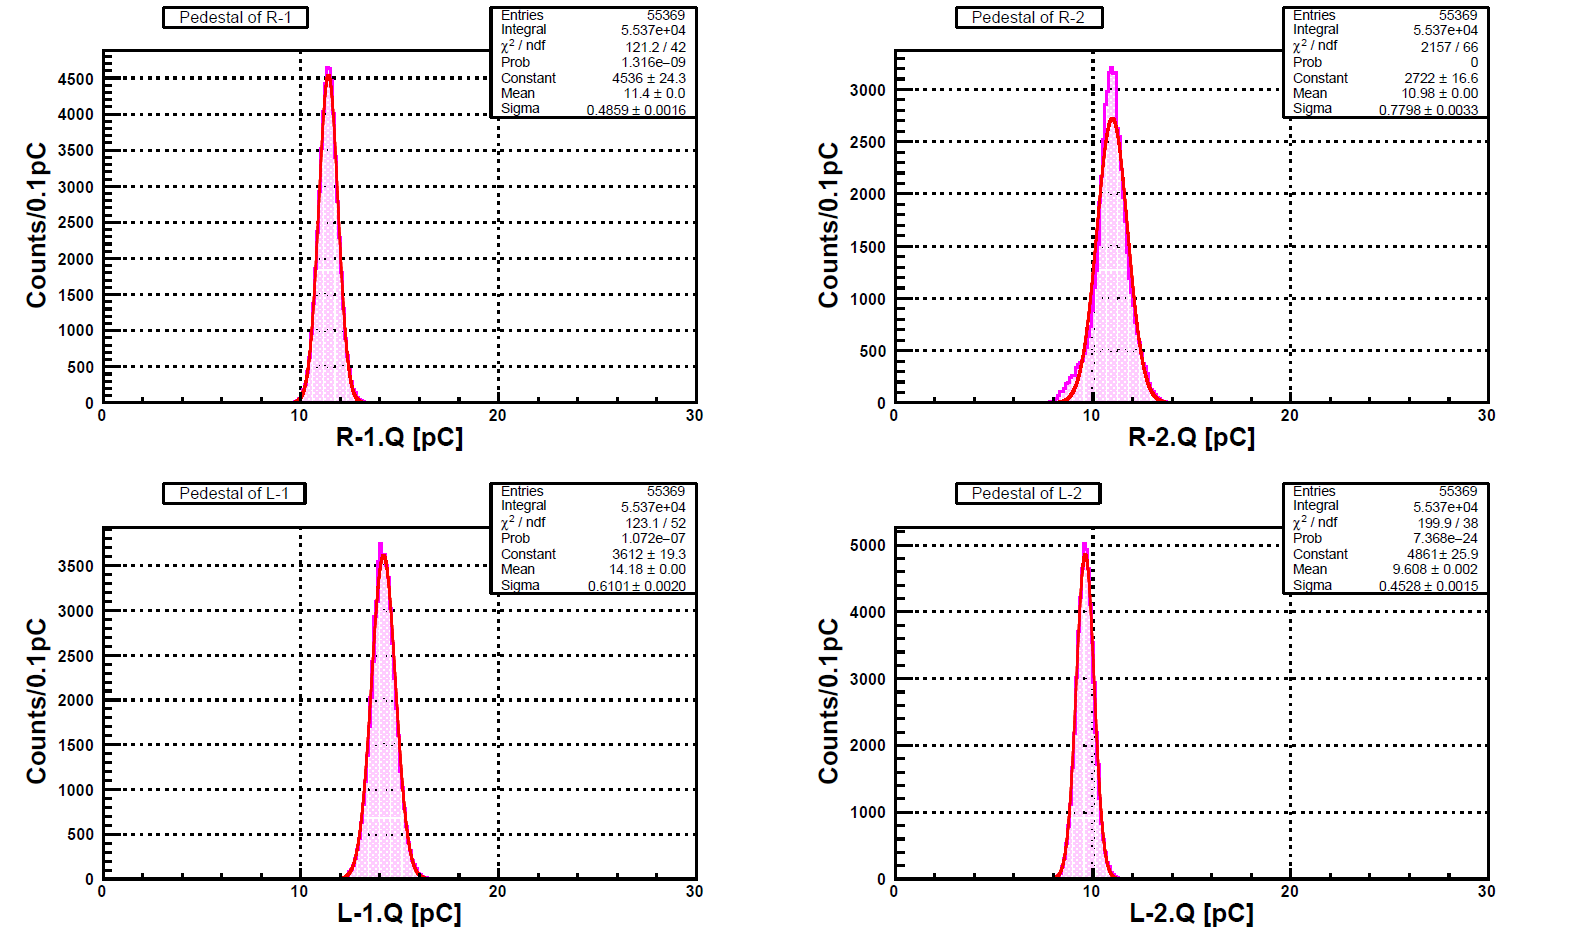 Pedestal of R-1
Entries 55369
Integral 5.537e+04
χ² / ndf 121.2 / 42
Prob 1.316e−09
Constant 4536 ± 24.3
Mean 11.4 ± 0.0
Sigma 0.4859 ± 0.0016
Counts/0.1pC
4500
4000
3500
3000
2500
2000
1500
1000
500
0
0 10 20 30
R-1.Q [pC]
Pedestal of R-2
Entries 55369
Integral 5.537e+04
χ² / ndf 2157 / 66
Prob 0
Constant 2722 ± 16.6
Mean 10.98 ± 0.00
Sigma 0.7798 ± 0.0033
Counts/0.1pC
3000
2500
2000
1500
1000
500
0
0 10 20 30
R-2.Q [pC]
Pedestal of L-1
Entries 55369
Integral 5.537e+04
χ² / ndf 123.1 / 52
Prob 1.072e−07
Constant 3612 ± 19.3
Mean 14.18 ± 0.00
Sigma 0.6101 ± 0.0020
Counts/0.1pC
3500
3000
2500
2000
1500
1000
500
0
0 10 20 30
L-1.Q [pC]
Pedestal of L-2
Entries 55369
Integral 5.537e+04
χ² / ndf 199.9 / 38
Prob 7.368e−24
Constant 4861 ± 25.9
Mean 9.608 ± 0.002
Sigma 0.4528 ± 0.0015
Counts/0.1pC
5000
4000
3000
2000
1000
0
0 10 20 30
L-2.Q [pC]